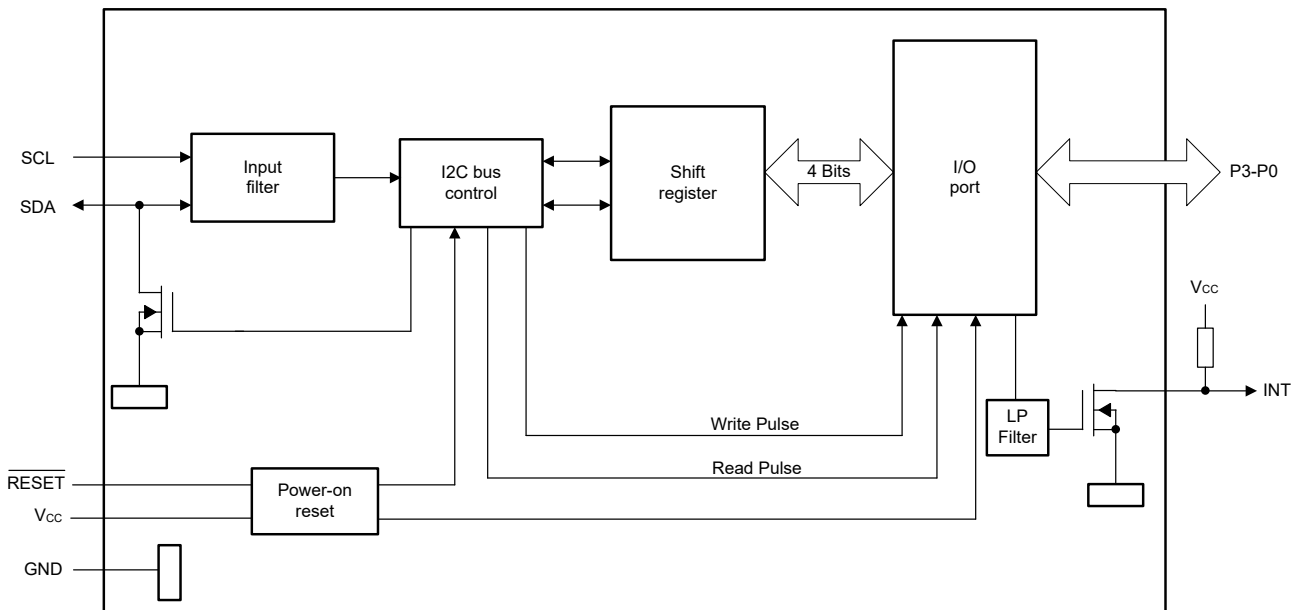 SCL
SDA
Input
filter
I2C bus
control
Shift
register
4 Bits
I/O
port
P3-P0
VCC
INT
LP
Filter
Write Pulse
Read Pulse
RESET
VCC
GND
Power-on
reset